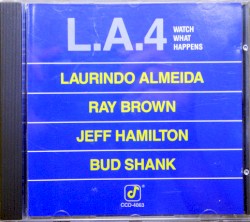 L.A.4
WATCH
WHAT
HAPPENS
LAURINDO ALMEIDA
RAY BROWN
JEFF HAMILTON
BUD SHANK
CCD-4063